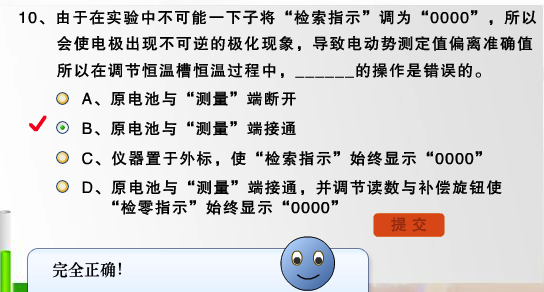 10、由于在实验中不可能一下子将“检索指示”调为“0000”，所以
会使电极出现不可逆的极化现象，导致电动势测定值偏离准确值
所以在调节恒温槽恒温过程中，______的操作是错误的。
A、原电池与“测量”端断开
B、原电池与“测量”端接通
C、仪器置于外标，使“检索指示”始终显示“0000”
D、原电池与“测量”端接通，并调节读数与补偿旋钮使
“检零指示”始终显示“0000”
提 交
完全正确！